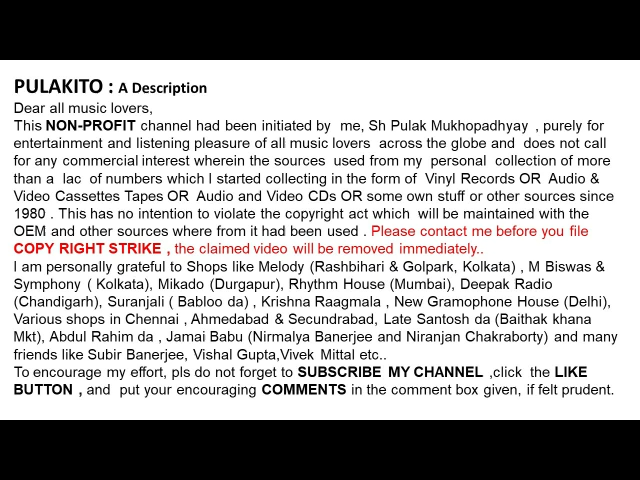 PULAKITO : A Description
Dear all music lovers,
This NON-PROFIT channel had been initiated by me, Sh Pulak Mukhopadhyay , purely for
entertainment and listening pleasure of all music lovers across the globe and does not call
for any commercial interest wherein the sources used from my personal collection of more
than a lac of numbers which I started collecting in the form of Vinyl Records OR Audio &
Video Cassettes Tapes OR Audio and Video CDs OR some own stuff or other sources since
1980 . This has no intention to violate the copyright act which will be maintained with the
OEM and other sources where from it had been used . Please contact me before you file
COPY RIGHT STRIKE , the claimed video will be removed immediately..
I am personally grateful to Shops like Melody (Rashbihari & Golpark, Kolkata) , M Biswas &
Symphony ( Kolkata), Mikado (Durgapur), Rhythm House (Mumbai), Deepak Radio
(Chandigarh), Suranjali ( Babloo da) , Krishna Raagmala , New Gramophone House (Delhi),
Various shops in Chennai , Ahmedabad & Secundrabad, Late Santosh da (Baithak khana
Mkt), Abdul Rahim da , Jamai Babu (Nirmalya Banerjee and Niranjan Chakraborty) and many
friends like Subir Banerjee, Vishal Gupta,Vivek Mittal etc..
To encourage my effort, pls do not forget to SUBSCRIBE MY CHANNEL ,click the LIKE
BUTTON , and put your encouraging COMMENTS in the comment box given, if felt prudent.